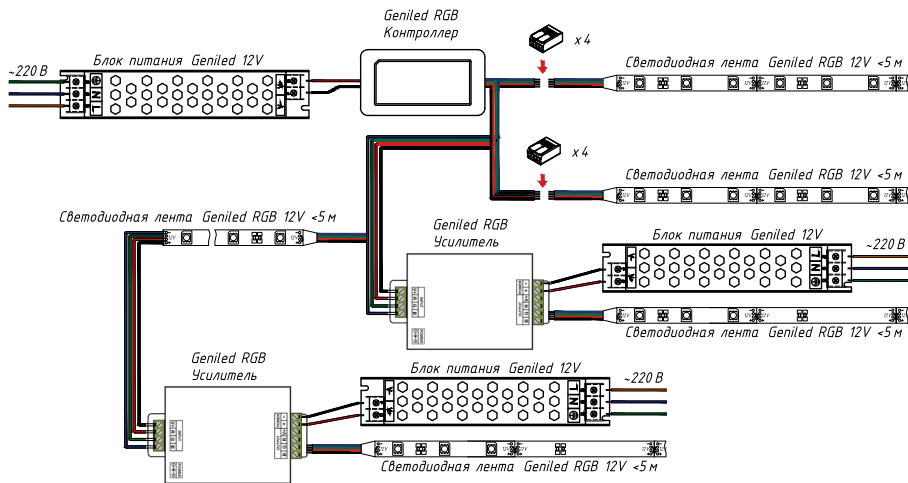 Geniled RGB
Контроллер
x 4
Блок питания Geniled 12V
~220 В
Светодиодная лента Geniled RGB 12V <5 м
x 4
Светодиодная лента Geniled RGB 12V <5 м
Светодиодная лента Geniled RGB 12V <5 м
Geniled RGB
Усилитель
Блок питания Geniled 12V
~220 В
Светодиодная лента Geniled RGB 12V <5 м
Geniled RGB
Усилитель
Блок питания Geniled 12V
~220 В
Светодиодная лента Geniled RGB 12V <5 м